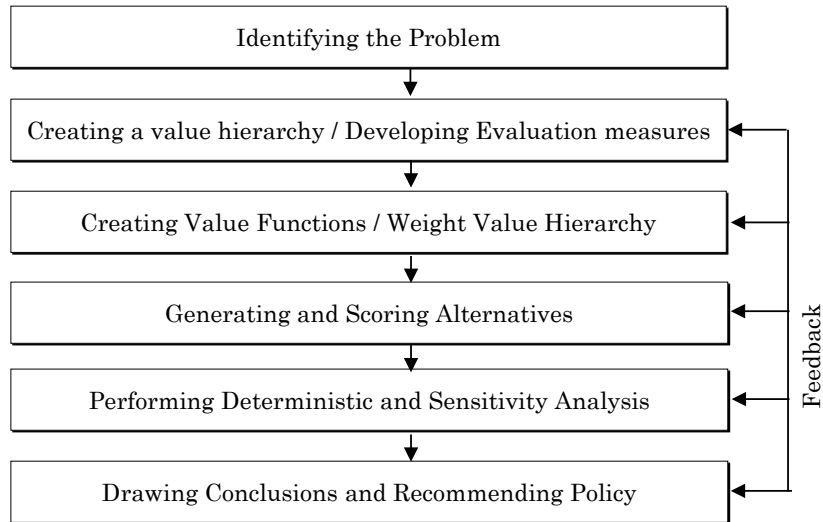 Identifying the Problem
Creating a value hierarchy / Developing Evaluation measures
Creating Value Functions / Weight Value Hierarchy
Generating and Scoring Alternatives
Performing Deterministic and Sensitivity Analysis
Drawing Conclusions and Recommending Policy
Feedback